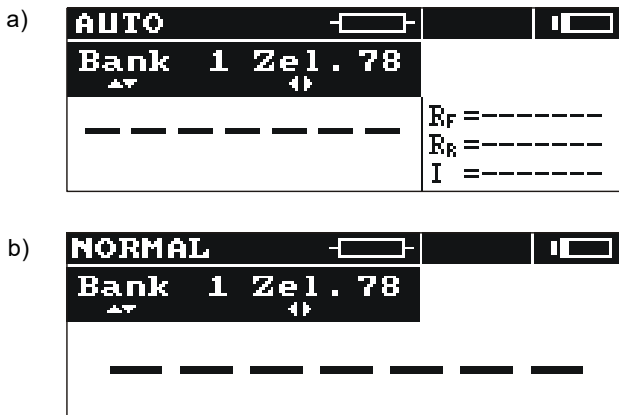 a)
AUTO
Bank 1 Zel.78
-------
RF=-------
RR=-------
I =-------
b)
NORMAL
Bank 1 Zel.78
-------